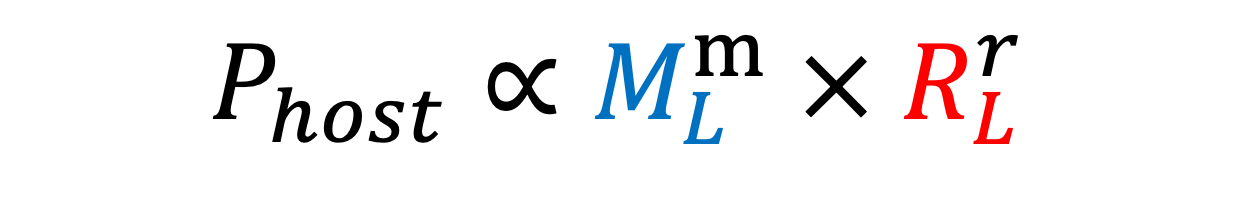 P_host ∝ M_L^m × R_L^r